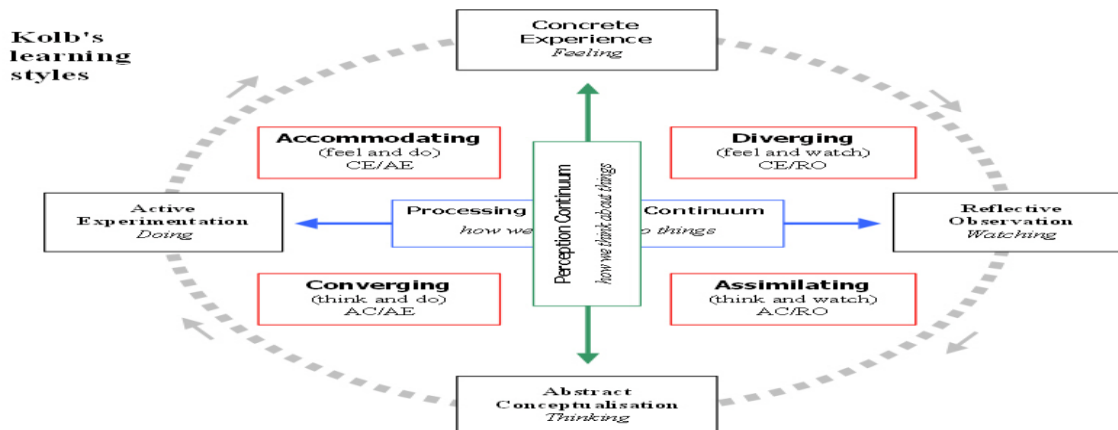 Kolb's
learning
styles
Concrete
Experience
Feeling
Accommodating
(feel and do)
CE/AE
Diverging
(feel and watch)
CE/RO
Active
Experimentation
Doing
Processing Continuum
how we o things
Perception Continuum
how we think about things
Reflective
Observation
Watching
Converging
(think and do)
AC/AE
Assimilating
(think and watch)
AC/RO
Abstract
Conceptualisation
Thinking